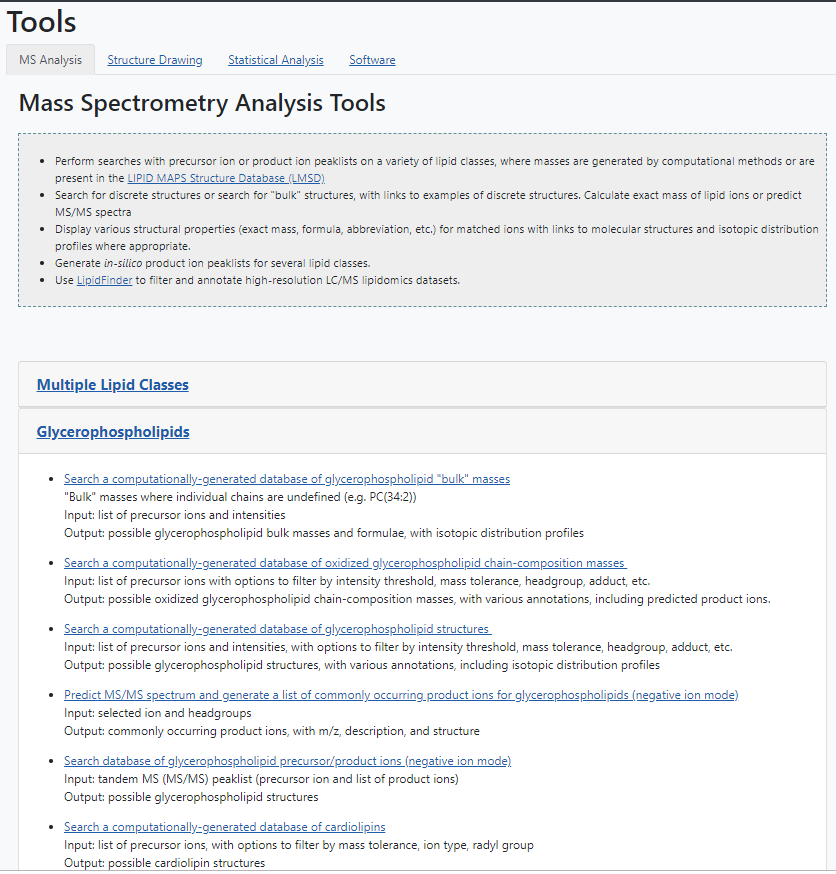 Tools
MS Analysis Structure Drawing Statistical Analysis Software
Mass Spectrometry Analysis Tools
Perform searches with precursor ion or product ion peaklists on a variety of lipid classes, where masses are generated by computational methods or are
present in the LIPID MAPS Structure Database (LMSD)
Search for discrete structures or search for "bulk" structures, with links to examples of discrete structures. Calculate exact mass of lipid ions or predict
MS/MS spectra
Display various structural properties (exact mass, formula, abbreviation, etc.) for matched ions with links to molecular structures and isotopic distribution
profiles where appropriate.
Generate in-silico product ion peaklists for several lipid classes.
Use LipidFinder to filter and annotate high-resolution LC/MS lipidomics datasets.
Multiple Lipid Classes
Glycerophospholipids
Search a computationally-generated database of glycerophospholipid "bulk" masses
"Bulk" masses where individual chains are undefined (e.g. PC(34:2))
Input: list of precursor ions and intensities
Output: possible glycerophospholipid bulk masses and formulae, with isotopic distribution profiles
Search a computationally-generated database of oxidized glycerophospholipid chain-composition masses
Input: list of precursor ions with options to filter by intensity threshold, mass tolerance, headgroup, adduct, etc.
Output: possible oxidized glycerophospholipid chain-composition masses, with various annotations, including predicted product ions.
Search a computationally-generated database of glycerophospholipid structures
Input: list of precursor ions and intensities, with options to filter by intensity threshold, mass tolerance, headgroup, adduct, etc.
Output: possible glycerophospholipid structures, with various annotations, including isotopic distribution profiles
Predict MS/MS spectrum and generate a list of commonly occurring product ions for glycerophospholipids (negative ion mode)
Input: selected ion and headgroups
Output: commonly occurring product ions, with m/z, description, and structure
Search database of glycerophospholipid precursor/product ions (negative ion mode)
Input: tandem MS (MS/MS) peaklist (precursor ion and list of product ions)
Output: possible glycerophospholipid structures
Search a computationally-generated database of cardiolipins
Input: list of precursor ions, with options to filter by mass tolerance, ion type, radyl group
Output: possible cardiolipin structures